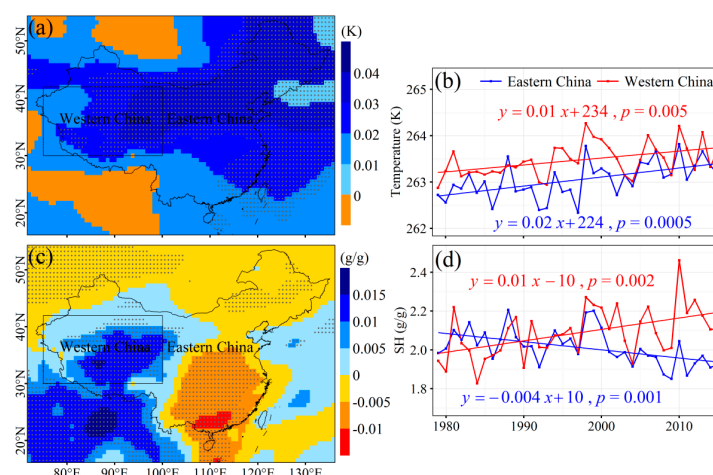 (a)
(K)
50°N
40°N
30°N
20°N
Western China
Eastern China
0.04
0.03
0.02
0.01
0
(b)
Eastern China
Western China
Temperature (K)
265
264
263
262
y = 0.01 x+234 , p = 0.005
y = 0.02 x+224 , p = 0.0005
(c)
(g/g)
50°N
40°N
30°N
20°N
Western China
Eastern China
0.015
0.01
0.005
0
-0.005
-0.01
80°E
90°E
100°E
110°E
120°E
130°E
(d)
SH (g/g)
2.4
2.2
2.0
1.8
y = 0.01 x − 10 , p = 0.002
y = −0.004 x+10 , p = 0.001
1980
1990
2000
2010